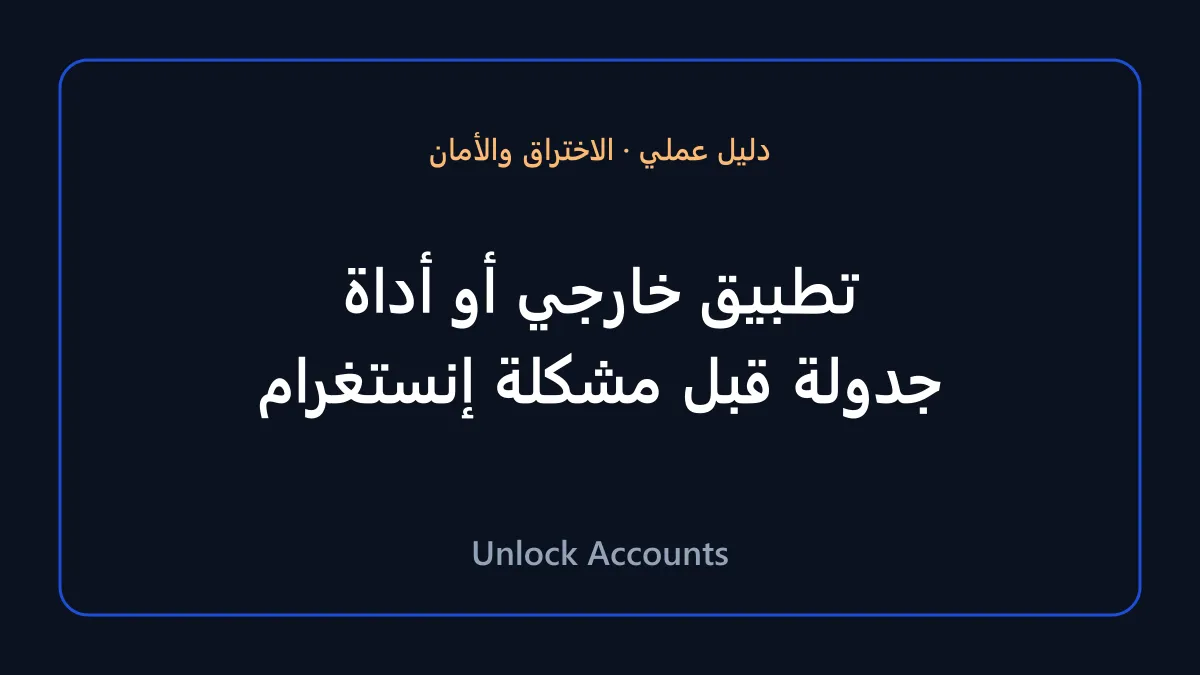 دليل عملي · الاختراق والأمان
تطبيق خارجي أو أداة
جدولة قبل مشكلة إنستغرام
Unlock Accounts